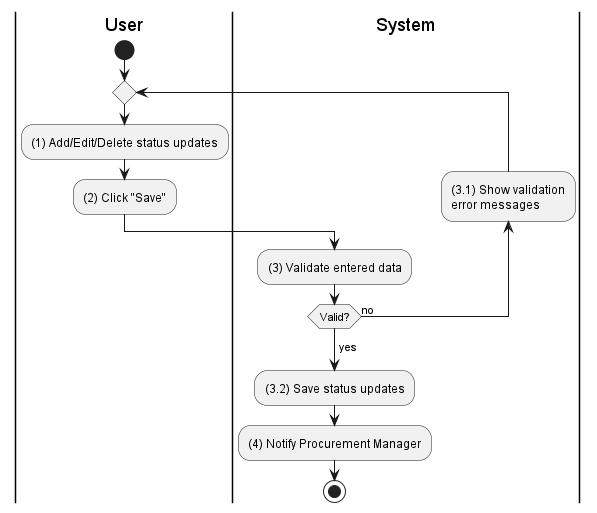 User
System
(1) Add/Edit/Delete status updates
(2) Click "Save"
(3.1) Show validation
error messages
(3) Validate entered data
Valid?
no
yes
(3.2) Save status updates
(4) Notify Procurement Manager